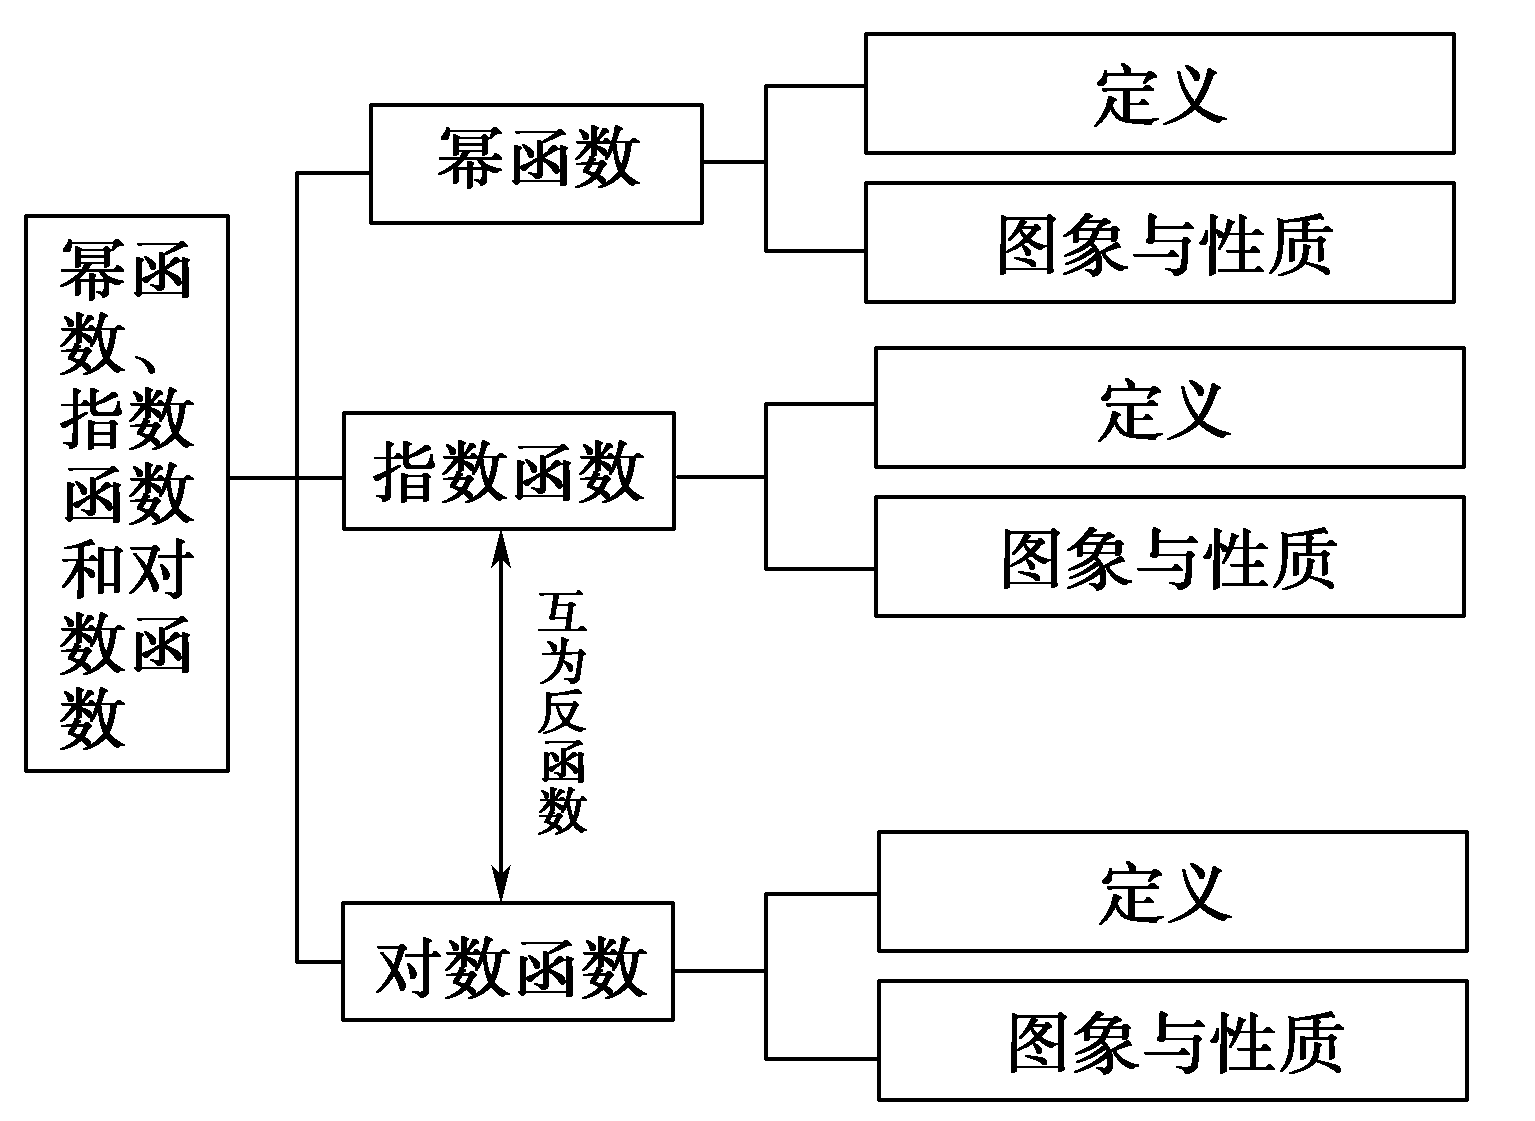 幂函
数、
指数
函数
和对
数函
数
幂函数
定义
图象与性质
指数函数
定义
图象与性质
互为反函数
对数函数
定义
图象与性质